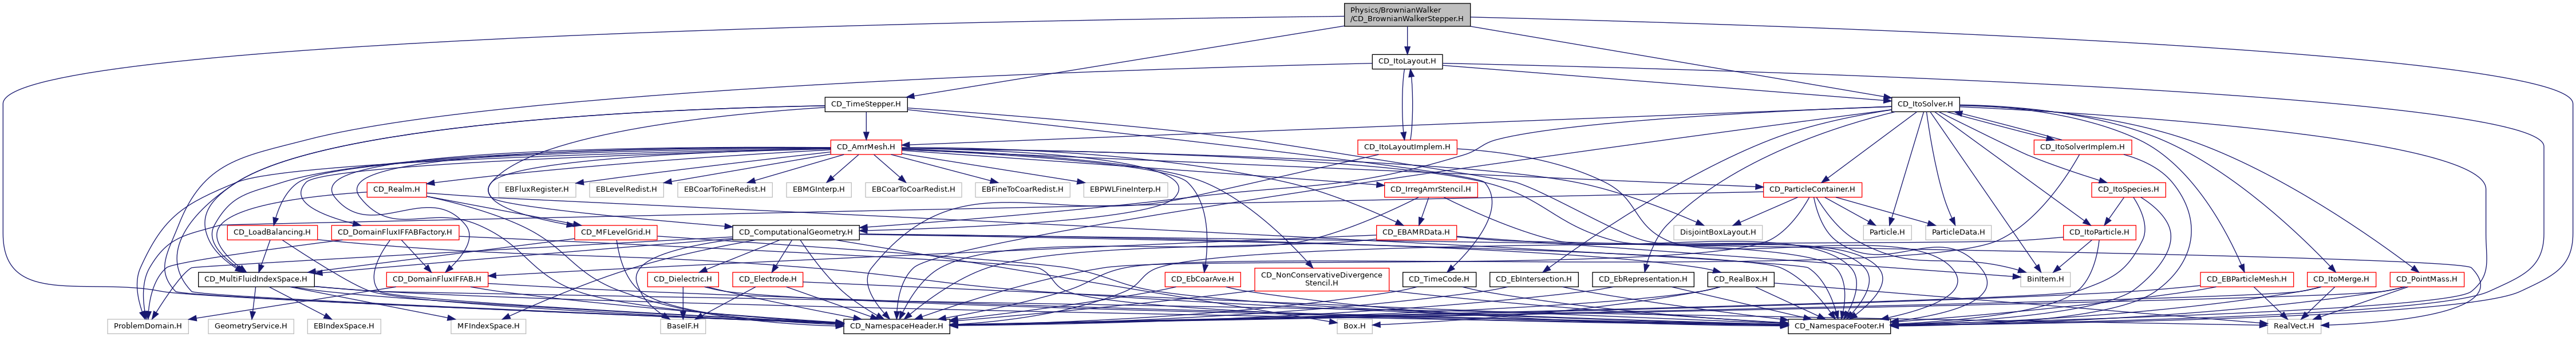 Physics/BrownianWalker
/CD_BrownianWalkerStepper.H
CD_ItoLayout.H
CD_TimeStepper.H
CD_ItoSolver.H
CD_AmrMesh.H
CD_ItoLayoutImplem.H
CD_ItoSolverImplem.H
CD_Realm.H
EBFluxRegister.H
EBLevelRedist.H
EBCoarToFineRedist.H
EBMGInterp.H
EBCoarToCoarRedist.H
EBFineToCoarRedist.H
EBPWLFineInterp.H
CD_IrregAmrStencil.H
CD_ParticleContainer.H
CD_ItoSpecies.H
CD_LoadBalancing.H
CD_DomainFluxIFFABFactory.H
CD_MFLevelGrid.H
CD_ComputationalGeometry.H
CD_EBAMRData.H
DisjointBoxLayout.H
Particle.H
ParticleData.H
CD_ItoParticle.H
CD_MultiFluidIndexSpace.H
CD_DomainFluxIFFAB.H
CD_Dielectric.H
CD_Electrode.H
CD_EbCoarAve.H
CD_NonConservativeDivergence
Stencil.H
CD_TimeCode.H
CD_EbIntersection.H
CD_EbRepresentation.H
CD_RealBox.H
BinItem.H
CD_EBParticleMesh.H
CD_ItoMerge.H
CD_PointMass.H
ProblemDomain.H
GeometryService.H
EBIndexSpace.H
MFIndexSpace.H
BaseIF.H
CD_NamespaceHeader.H
Box.H
CD_NamespaceFooter.H
RealVect.H